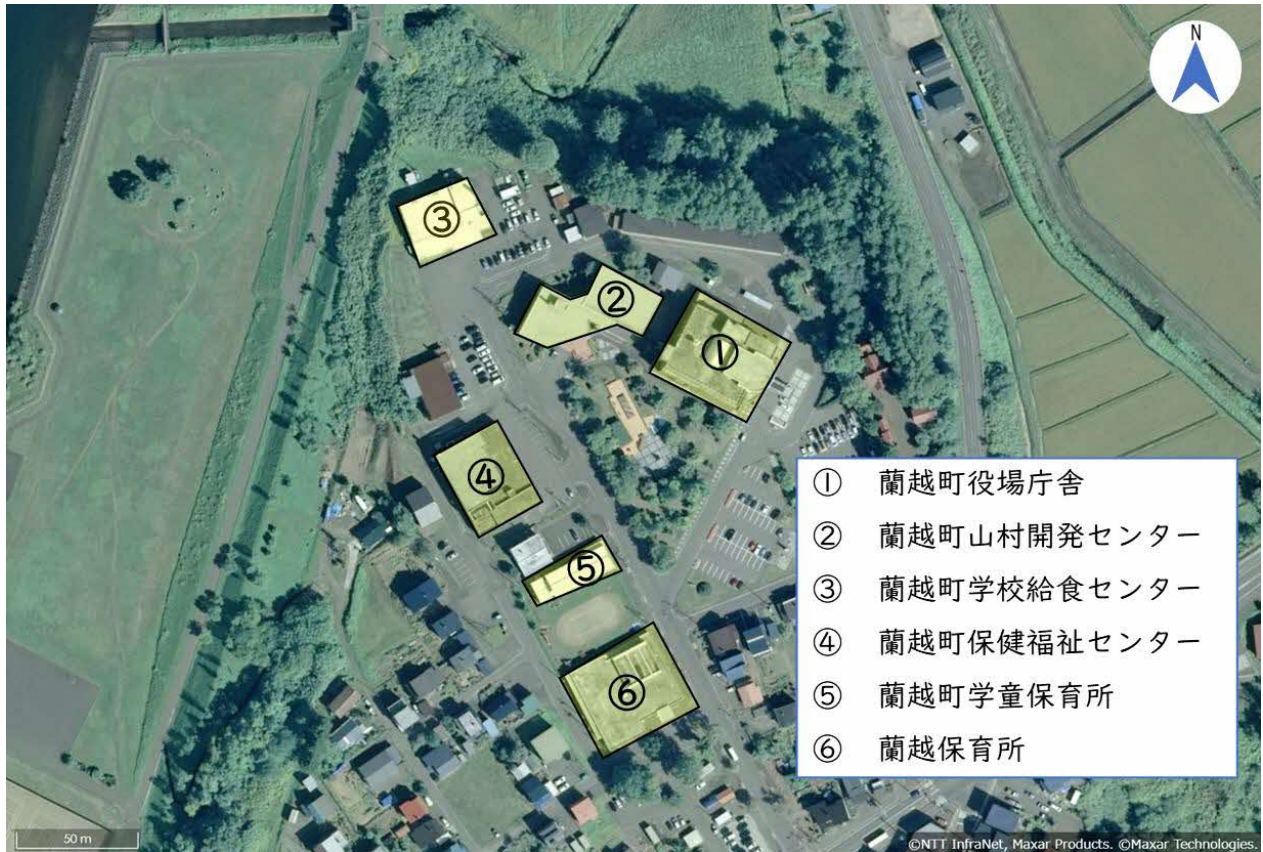 N
③
②
①
④
⑤
⑥
① 蘭越町役場庁舎
② 蘭越町山村開発センター
③ 蘭越町学校給食センター
④ 蘭越町保健福祉センター
⑤ 蘭越町学童保育所
⑥ 蘭越保育所
50 m
©NTT InfraNet, Maxar Products. ©Maxar Technologies.